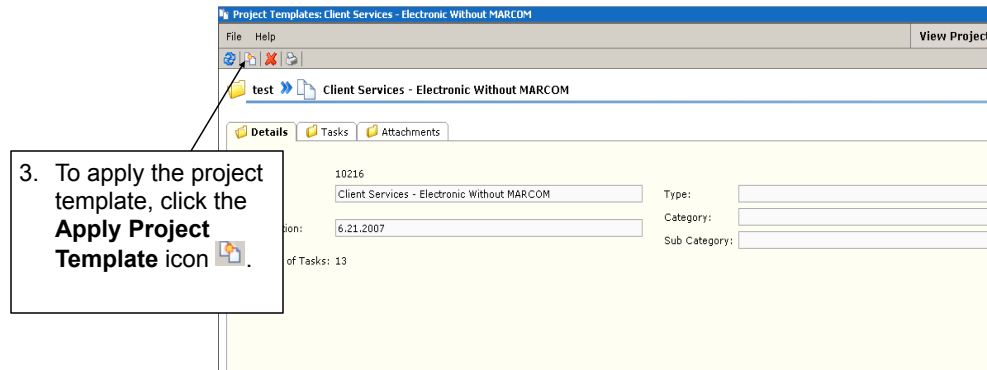 Project Templates: Client Services - Electronic Without MARCOM
File Help
View Project
test Client Services - Electronic Without MARCOM
Details Tasks Attachments
3. To apply the project
template, click the
Apply Project
Template icon .
10216
Client Services - Electronic Without MARCOM
Type:
Category:
tion: 6.21.2007
Sub Category:
of Tasks: 13